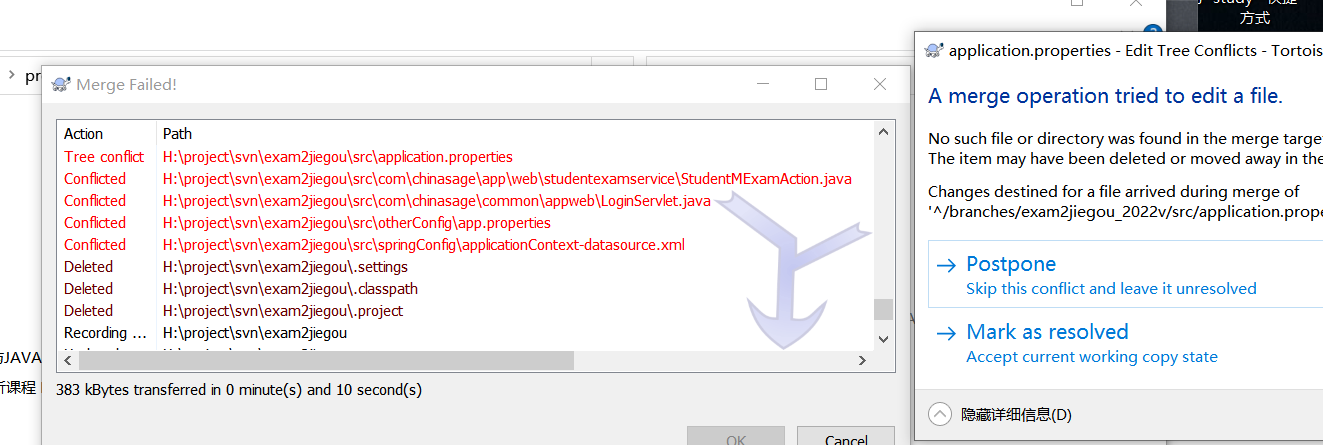 方式
pr
Merge Failed!
Action Path
Tree conflict H:\project\svn\exam2jiegou\src\application.properties
Conflicted H:\project\svn\exam2jiegou\src\com\chinasage\app\web\studentexamservice\StudentMExamAction.java
Conflicted H:\project\svn\exam2jiegou\src\com\chinasage\common\appweb\LoginServlet.java
Conflicted H:\project\svn\exam2jiegou\src\otherConfig\app.properties
Conflicted H:\project\svn\exam2jiegou\src\springConfig\applicationContext-datasource.xml
Deleted H:\project\svn\exam2jiegou\.settings
Deleted H:\project\svn\exam2jiegou\.classpath
Deleted H:\project\svn\exam2jiegou\.project
Recording ... H:\project\svn\exam2jiegou
383 kBytes transferred in 0 minute(s) and 10 second(s)
OK Cancel
JAVA
课程
application.properties - Edit Tree Conflicts - Tortois
A merge operation tried to edit a file.
No such file or directory was found in the merge targe
The item may have been deleted or moved away in the
Changes destined for a file arrived during merge of
'^/branches/exam2jiegou_2022v/src/application.prope
Postpone
Skip this conflict and leave it unresolved
Mark as resolved
Accept current working copy state
隐藏详细信息(D)